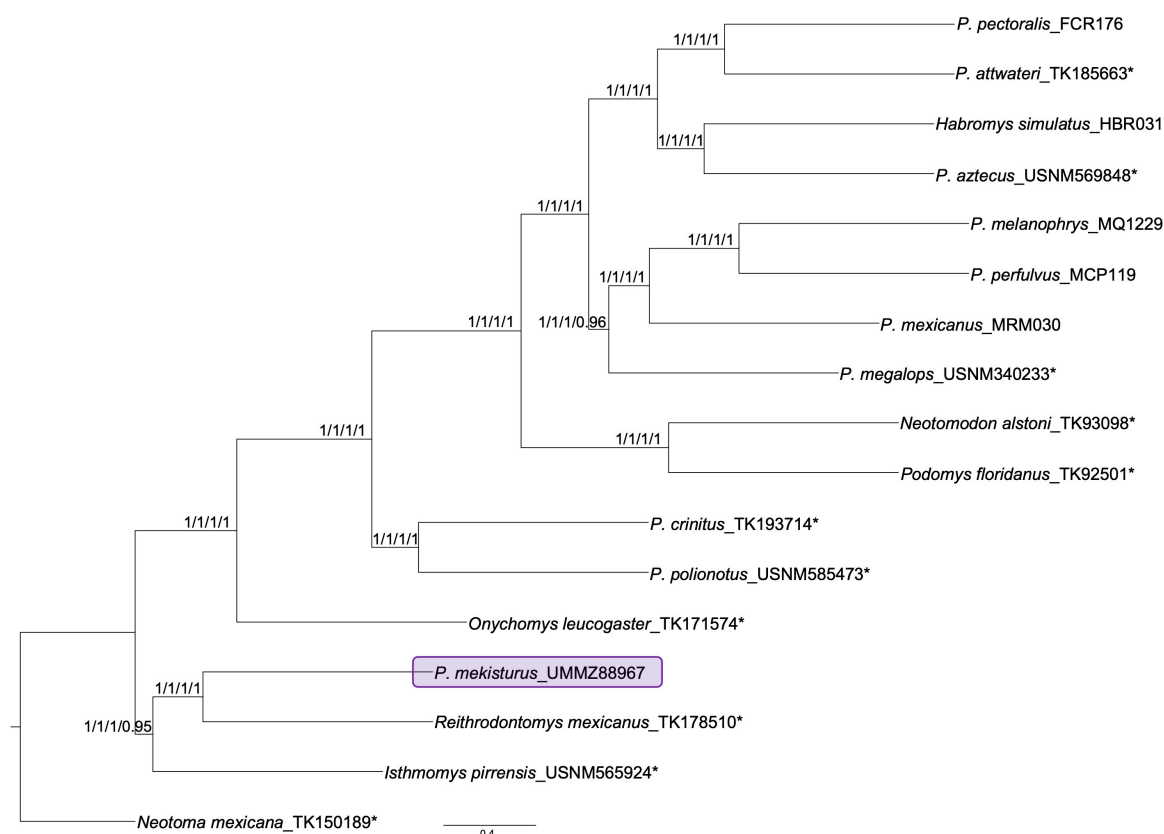 P. pectoralis_FCR176
1/1/1/1
P. attwateri_TK185663*
1/1/1/1
Habromys simulatus_HBR031
1/1/1/1
P. aztecus_USNM569848*
1/1/1/1
P. melanophrys_MQ1229
1/1/1/1
P. perfulvus_MCP119
1/1/1/1
P. mexicanus_MRM030
1/1/1/1
1/1/1/0.96
P. megalops_USNM340233*
Neotomodon alstoni_TK93098*
1/1/1/1
1/1/1/1
Podomys floridanus_TK92501*
P. crinitus_TK193714*
1/1/1/1
1/1/1/1
P. polionotus_USNM585473*
Onychomys leucogaster_TK171574*
P. mekisturus_UMMZ88967
1/1/1/1
Reithrodontomys mexicanus_TK178510*
1/1/1/0.95
Isthmomys pirrensis_USNM565924*
Neotoma mexicana_TK150189*